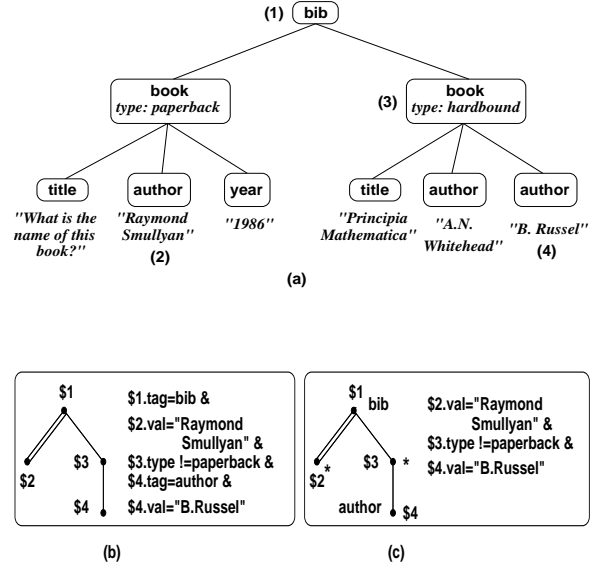 (1) bib
book
type: paperback
(3) book
type: hardbound
title author year title author author
"What is the name of this book?"
"Raymond Smullyan"
(2)
"1986"
"Principia Mathematica"
"A.N. Whitehead"
"B. Russel"
(4)
(a)
$1
$2
$3
$4
$1.tag=bib &
$2.val="Raymond
Smullyan" &
$3.type !=paperback &
$4.tag=author &
$4.val="B.Russel"
(b)
$1
bib
$2
*
$3
*
author
$4
$2.val="Raymond
Smullyan" &
$3.type !=paperback &
$4.val="B.Russel"
(c)